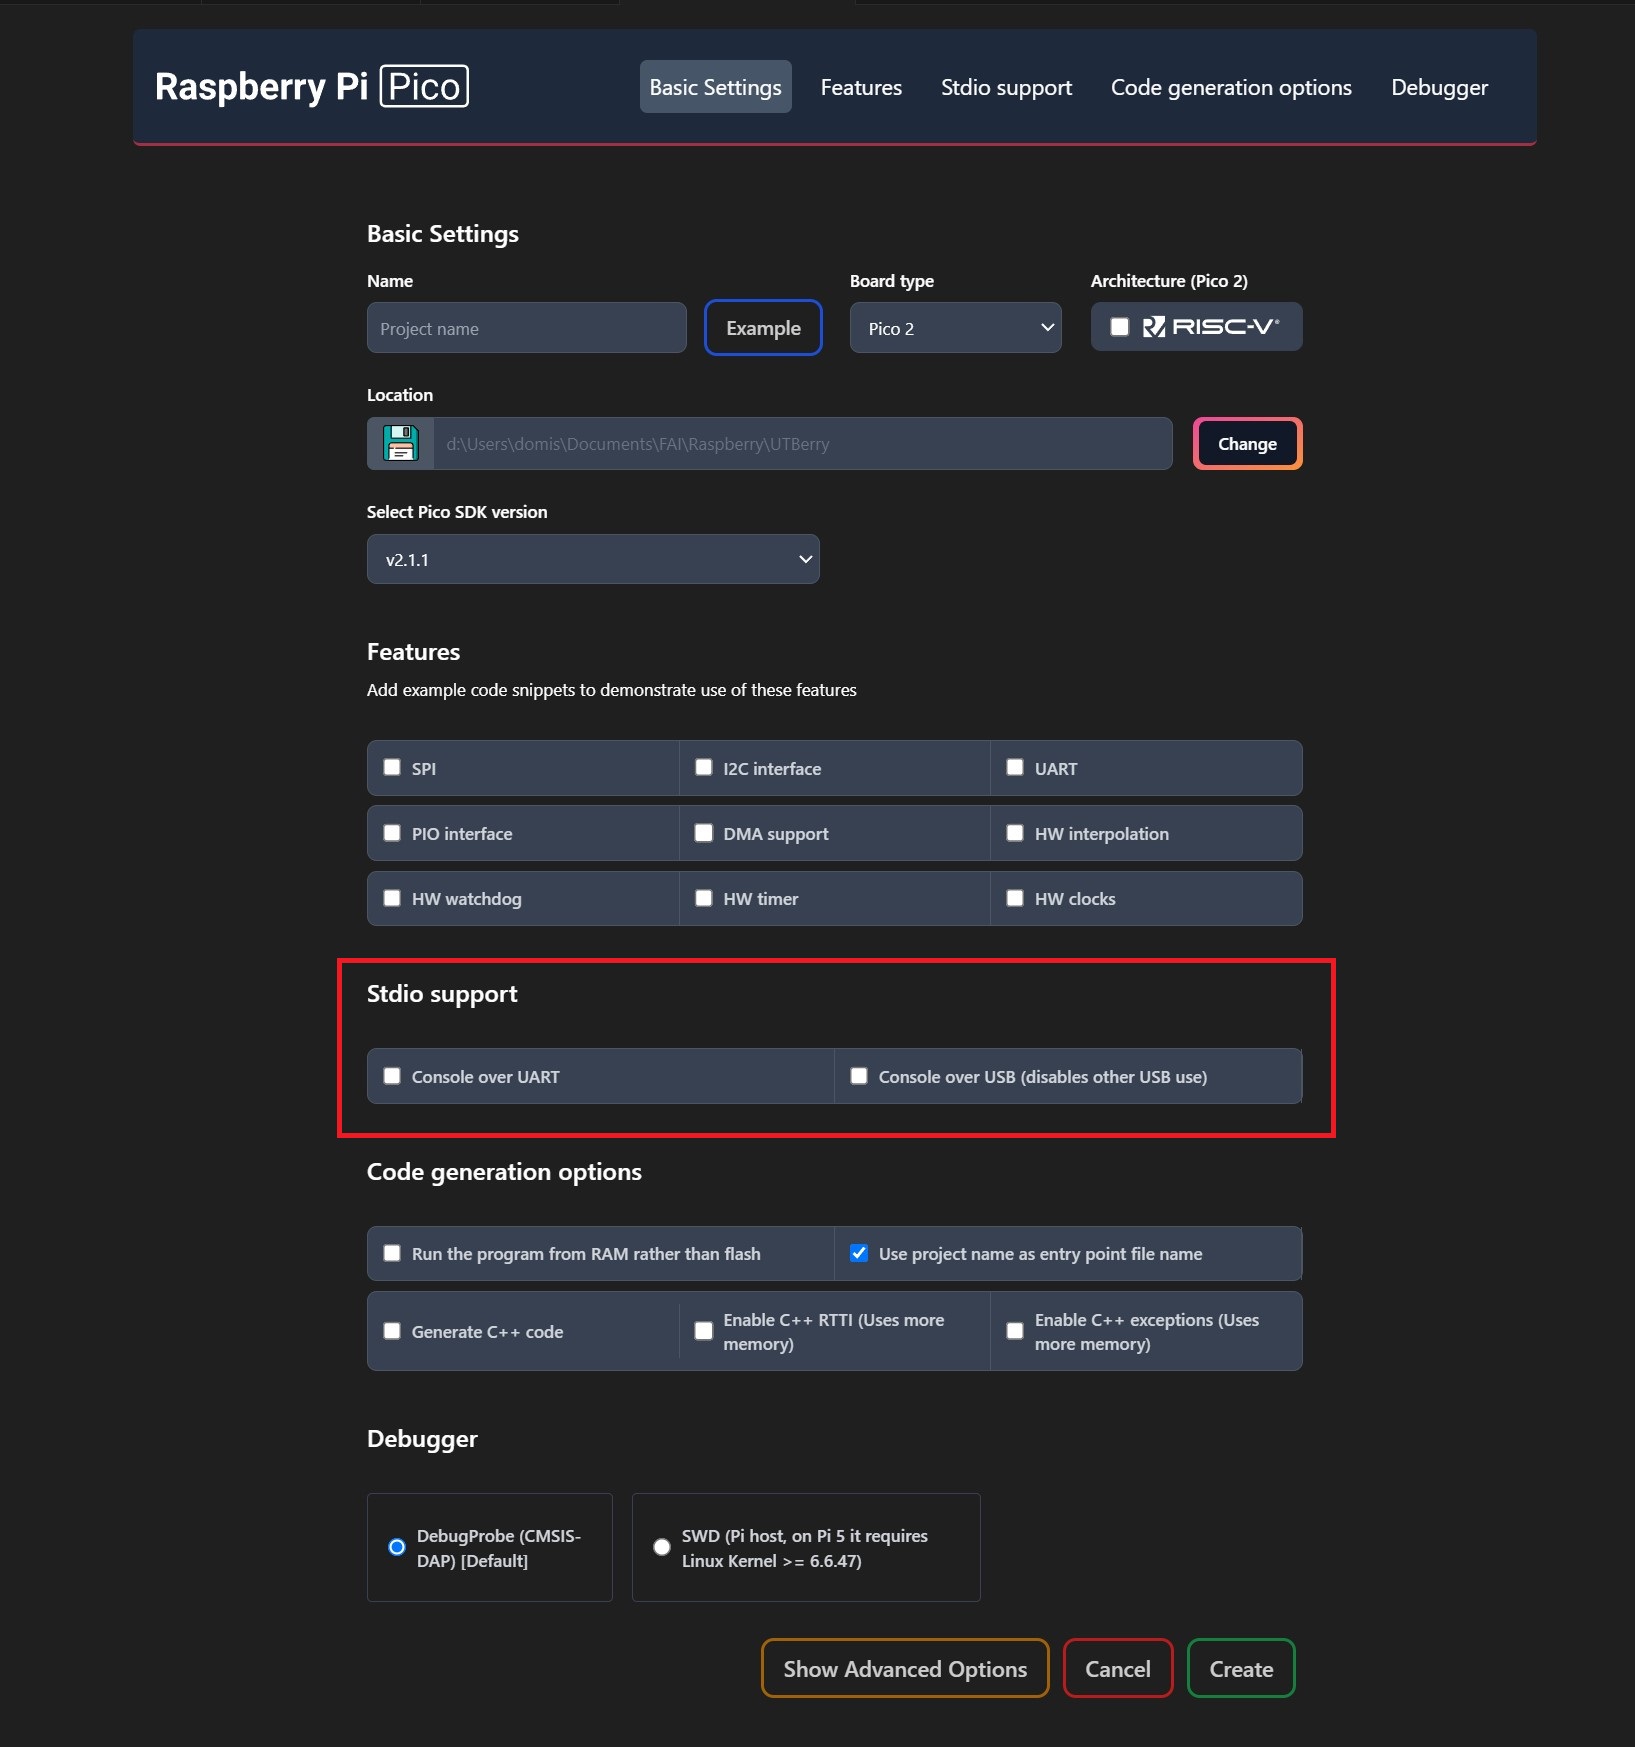 Raspberry Pi Pico
Basic Settings
Features
Stdio support
Code generation options
Debugger
Basic Settings
Name
Board type
Architecture (Pico 2)
Project name
Example
Pico 2
RISC-V®
Location
d:\Users\domis\Documents\FAI\Raspberry\UTBerry
Change
Select Pico SDK version
v2.1.1
Features
Add example code snippets to demonstrate use of these features
SPI
I2C interface
UART
PIO interface
DMA support
HW interpolation
HW watchdog
HW timer
HW clocks
Stdio support
Console over UART
Console over USB (disables other USB use)
Code generation options
Run the program from RAM rather than flash
Use project name as entry point file name
Generate C++ code
Enable C++ RTTI (Uses more
memory)
Enable C++ exceptions (Uses
more memory)
Debugger
DebugProbe (CMSIS-
DAP) [Default]
SWD (Pi host, on Pi 5 it requires
Linux Kernel >= 6.6.47)
Show Advanced Options
Cancel
Create